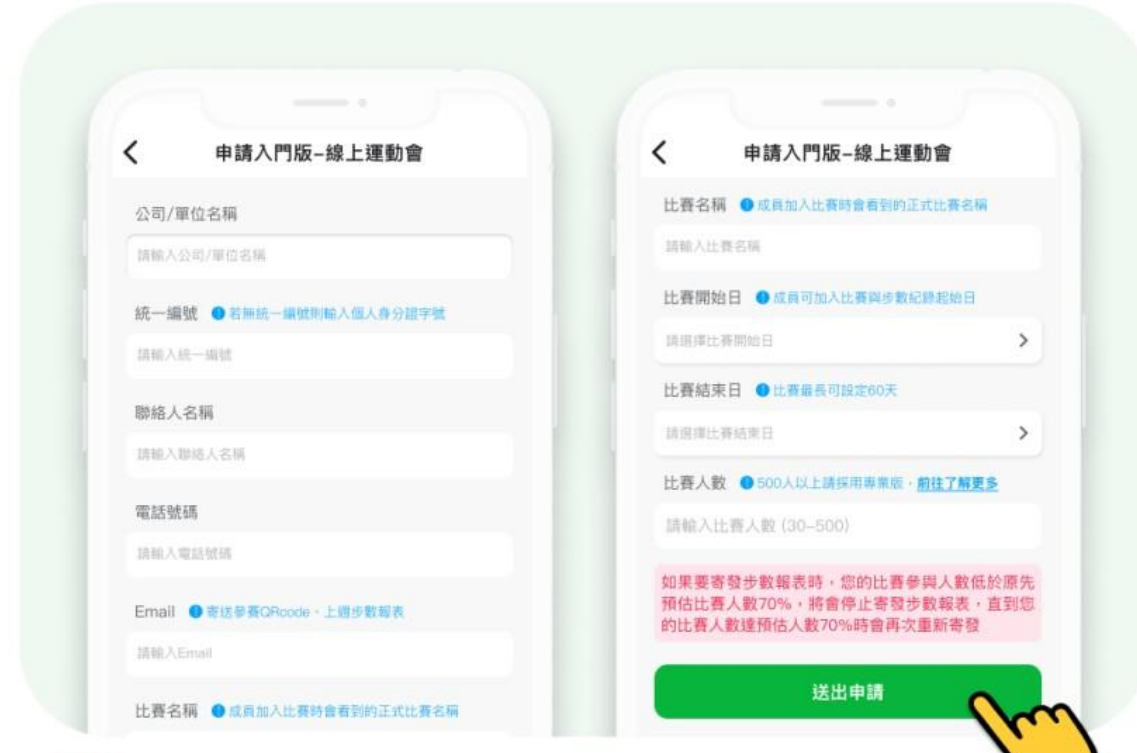 申請入門版-線上運動會
公司/單位名稱
請輸入公司/單位名稱
統一編號 若無統一編號則輸入個人身分證字號
請輸入統一編號
聯絡人名稱
請輸入聯絡人名稱
電話號碼
請輸入電話號碼
Email 寄送參賽QRcode、上週步數報表
請輸入Email
比賽名稱 成員加入比賽時會看到的正式比賽名稱
申請入門版-線上運動會
比賽名稱 成員加入比賽時會看到的正式比賽名稱
請輸入比賽名稱
比賽開始日 成員可加入比賽與步數紀錄起始日
請選擇比賽開始日
比賽結束日 比賽最長可設定60天
請選擇比賽結束日
比賽人數 500人以上請採用專業版，前往了解更多
請輸入比賽人數 (30-500)
如果要寄發步數報表時，您的比賽參與人數低於原先
預估比賽人數70%，將會停止寄發步數報表，直到您
的比賽人數達預估人數70%時會再次重新寄發
送出申請